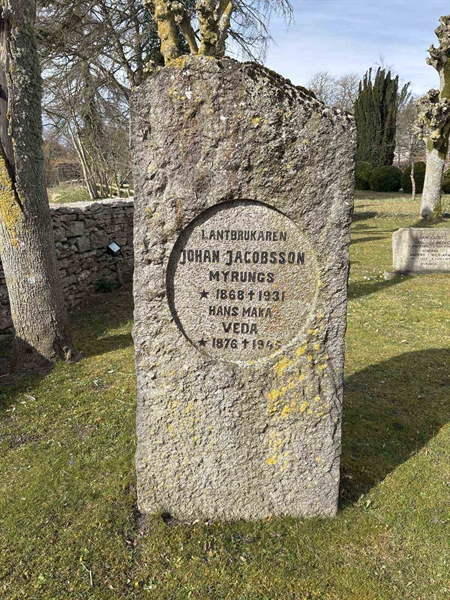 LANTBRUKAREN
JOHAN JACOBSSON
MYRUNGS
★ 1868 † 1931
HANS MAKA
VEDA
★ 1876 † 1945